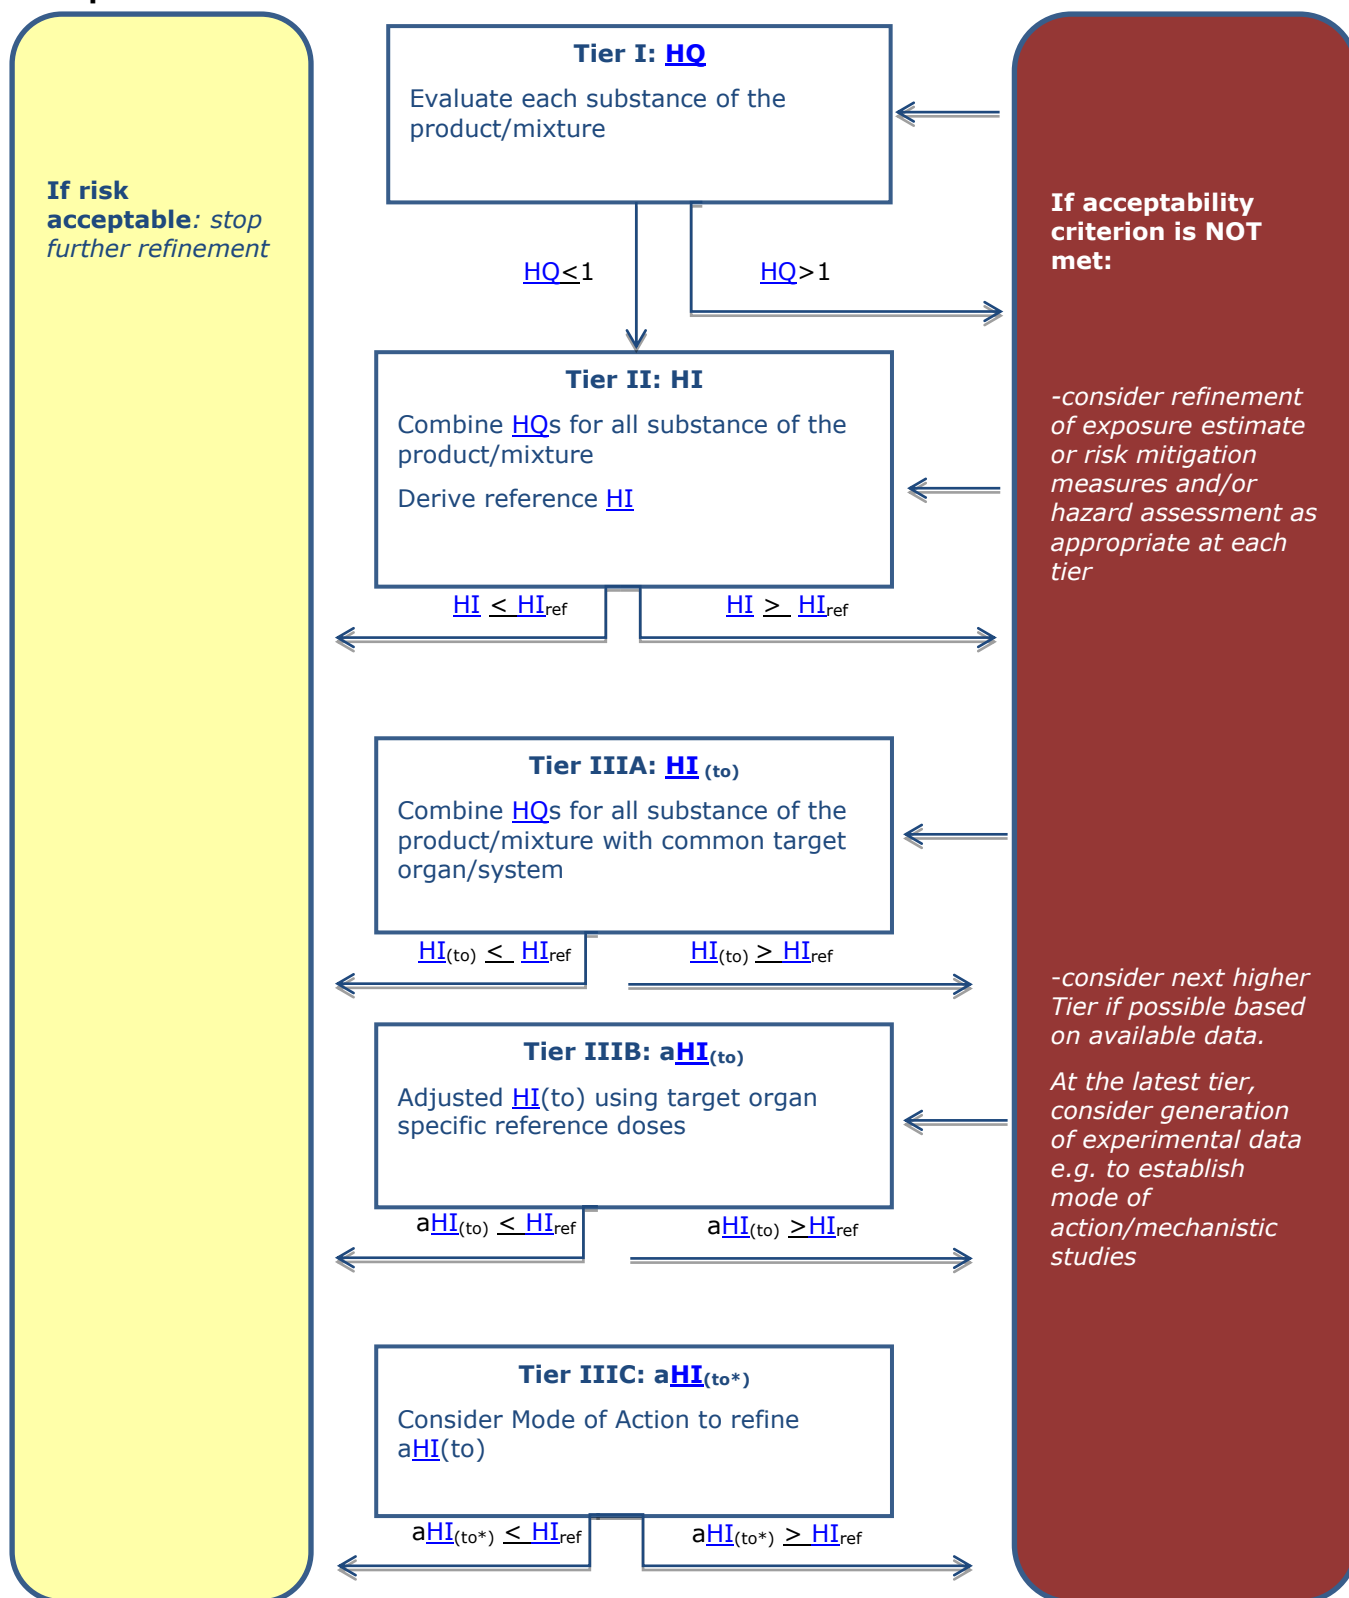 If risk
acceptable: stop
further refinement
Tier I: HQ
Evaluate each substance of the
product/mixture
HQ<1
HQ>1
Tier II: HI
Combine HQs for all substance of the
product/mixture
Derive reference HI
HI < HIref
HI > HIref
Tier IIIA: HI (to)
Combine HQs for all substance of the
product/mixture with common target
organ/system
HI(to) < HIref
HI(to) > HIref
Tier IIIB: aHI(to)
Adjusted HI(to) using target organ
specific reference doses
aHI(to) < HIref
aHI(to) >HIref
Tier IIIC: aHI(to*)
Consider Mode of Action to refine
aHI(to)
aHI(to*) < HIref
aHI(to*) > HIref
If acceptability
criterion is NOT
met:
-consider refinement
of exposure estimate
or risk mitigation
measures and/or
hazard assessment as
appropriate at each
tier
-consider next higher
Tier if possible based
on available data.
At the latest tier,
consider generation
of experimental data
e.g. to establish
mode of
action/mechanistic
studies